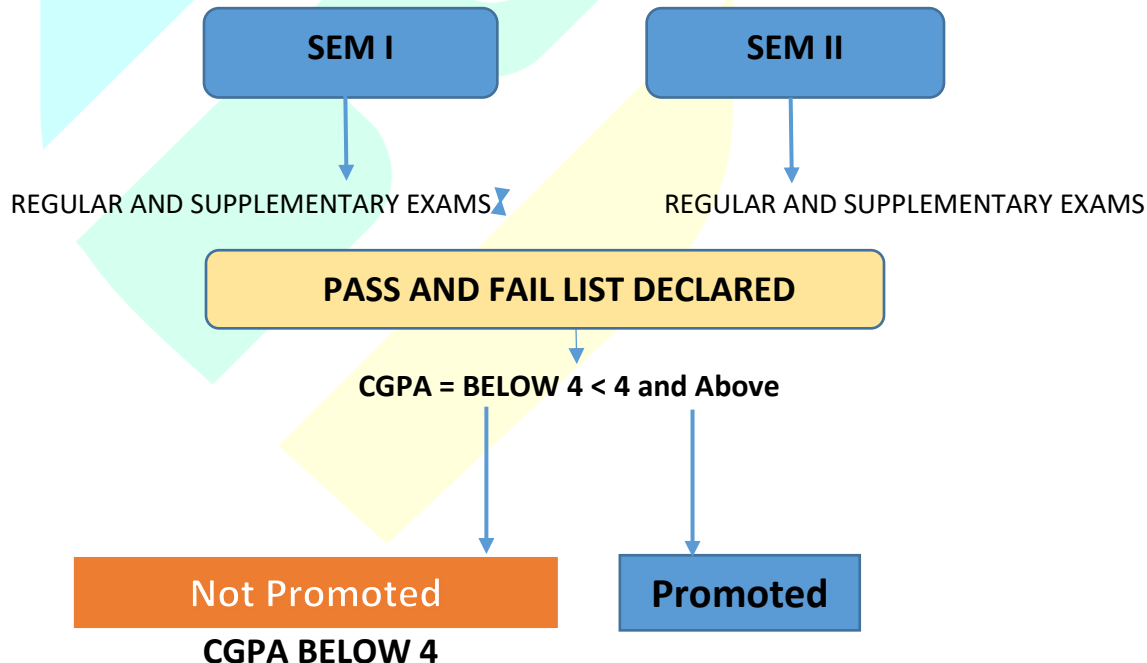 SEM I
SEM II
REGULAR AND SUPPLEMENTARY EXAMS
REGULAR AND SUPPLEMENTARY EXAMS
PASS AND FAIL LIST DECLARED
CGPA = BELOW 4 < 4 and Above
Not Promoted
Promoted
CGPA BELOW 4